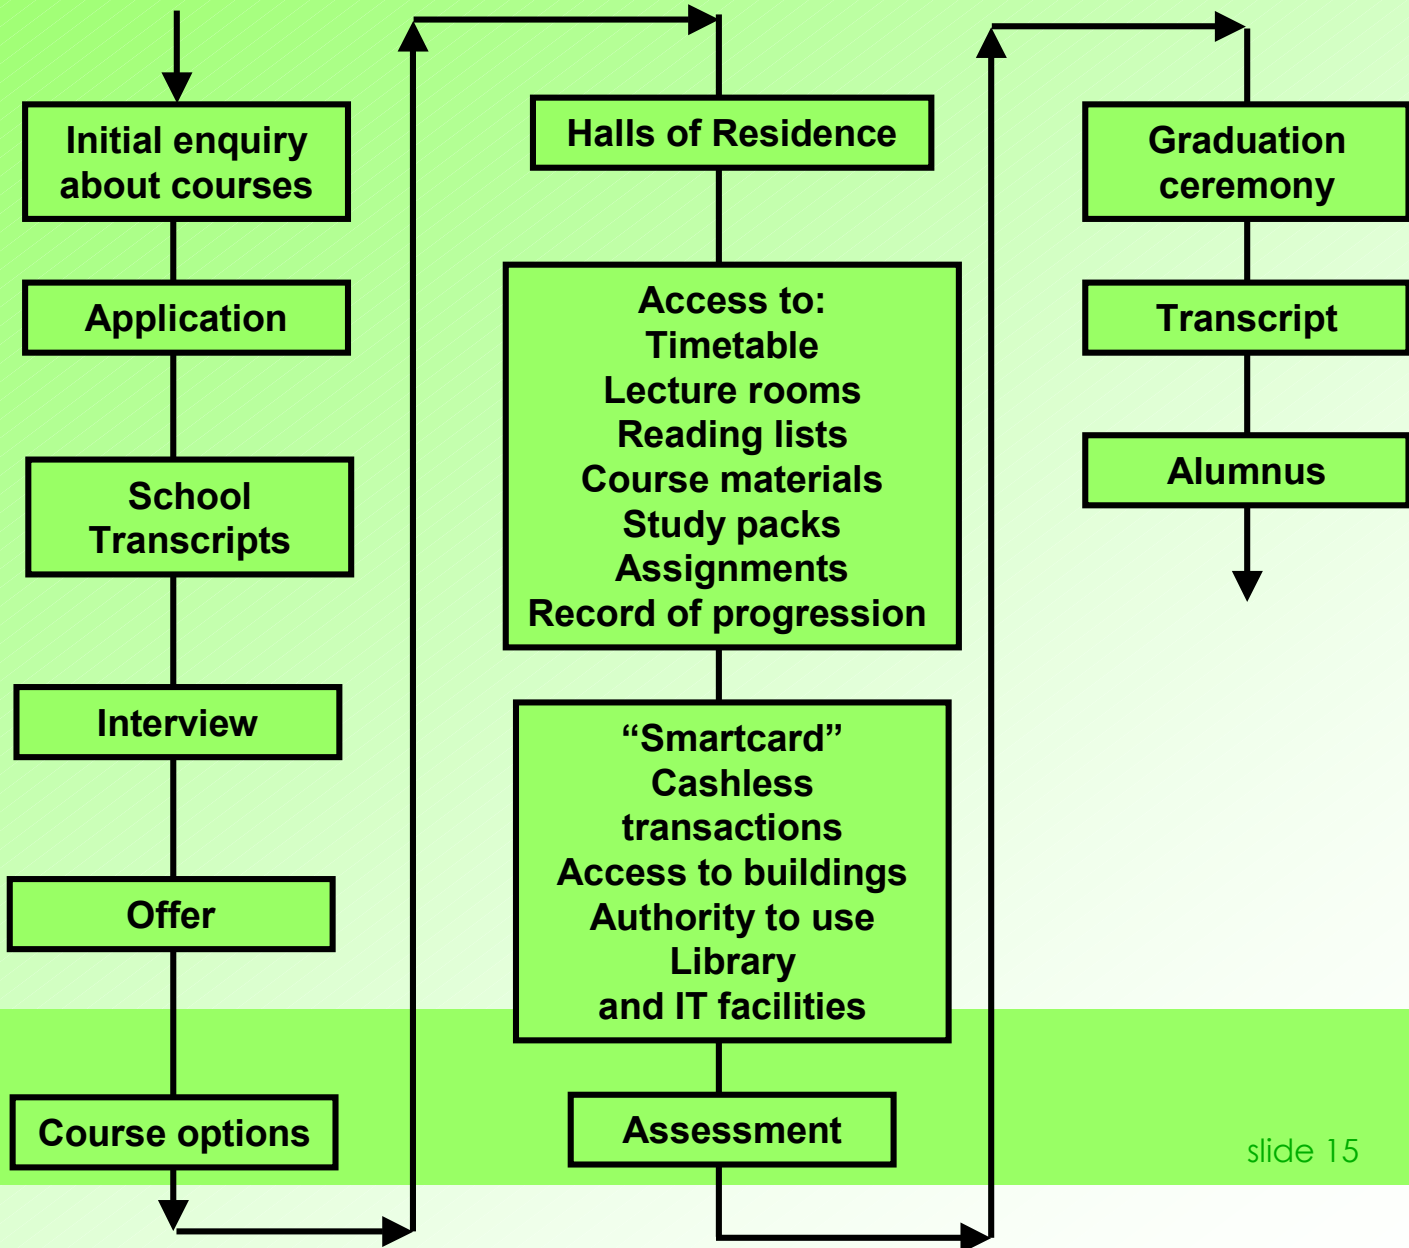 Initial enquiry
about courses
Application
School
Transcripts
Interview
Offer
Course options
Halls of Residence
Access to:
Timetable
Lecture rooms
Reading lists
Course materials
Study packs
Assignments
Record of progression
“Smartcard”
Cashless
transactions
Access to buildings
Authority to use
Library
and IT facilities
Assessment
Graduation
ceremony
Transcript
Alumnus
slide 15